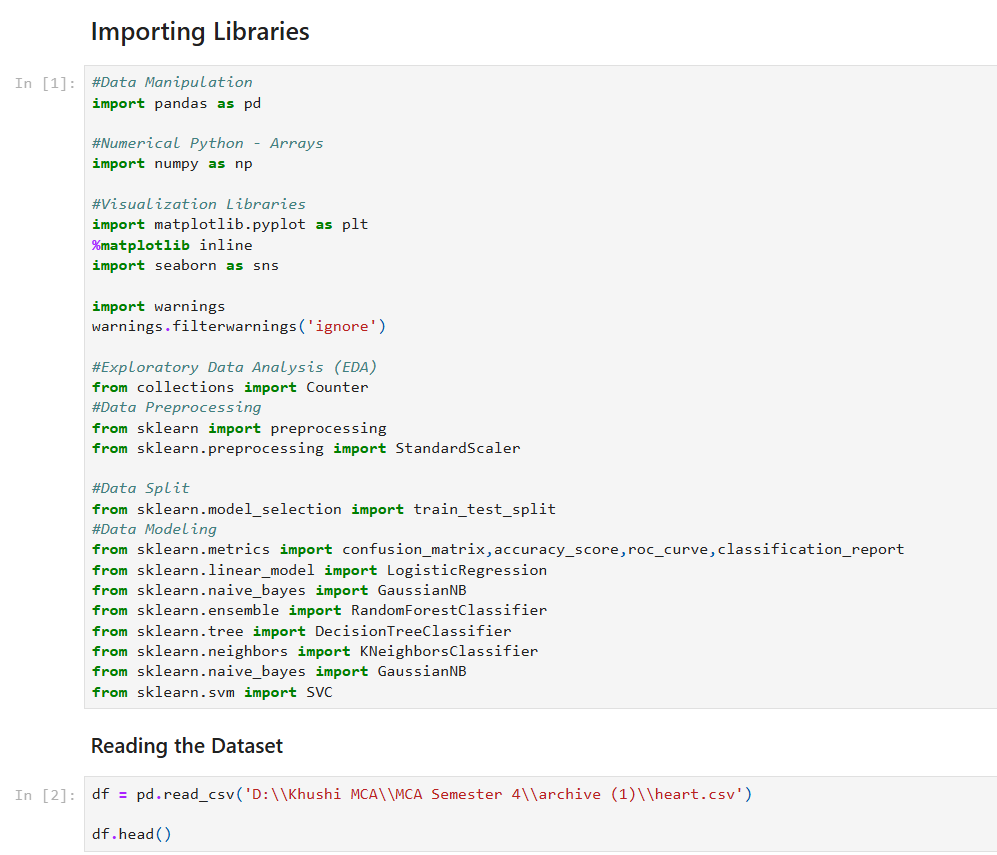 Importing Libraries
In [1]:
#Data Manipulation
import pandas as pd
#Numerical Python - Arrays
import numpy as np
#Visualization Libraries
import matplotlib.pyplot as plt
%matplotlib inline
import seaborn as sns
import warnings
warnings.filterwarnings('ignore')
#Exploratory Data Analysis (EDA)
from collections import Counter
#Data Preprocessing
from sklearn import preprocessing
from sklearn.preprocessing import StandardScaler
#Data Split
from sklearn.model_selection import train_test_split
#Data Modeling
from sklearn.metrics import confusion_matrix,accuracy_score,roc_curve,classification_report
from sklearn.linear_model import LogisticRegression
from sklearn.naive_bayes import GaussianNB
from sklearn.ensemble import RandomForestClassifier
from sklearn.tree import DecisionTreeClassifier
from sklearn.neighbors import KNeighborsClassifier
from sklearn.naive_bayes import GaussianNB
from sklearn.svm import SVC
Reading the Dataset
In [2]:
df = pd.read_csv('D:\\Khushi MCA\\MCA Semester 4\\archive (1)\\heart.csv')
df.head()